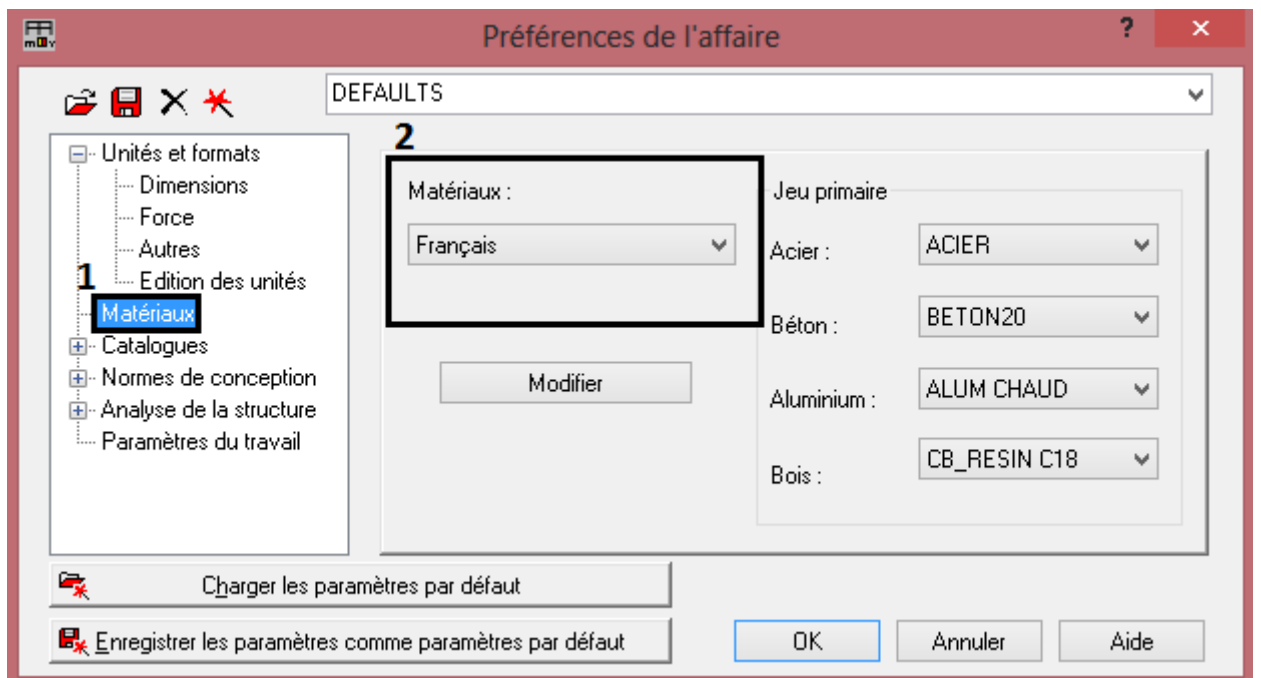 Préférences de l'affaire
?
DEFAULTS
Unités et formats
Dimensions
Force
Autres
Edition des unités
1
Matériaux
Catalogues
Normes de conception
Analyse de la structure
Paramètres du travail
2
Matériaux :
Français
Modifier
Jeu primaire
Acier :
ACIER
Béton :
BETON20
Aluminium :
ALUM CHAUD
Bois :
CB_RESIN C18
Charger les paramètres par défaut
Enregistrer les paramètres comme paramètres par défaut
OK
Annuler
Aide